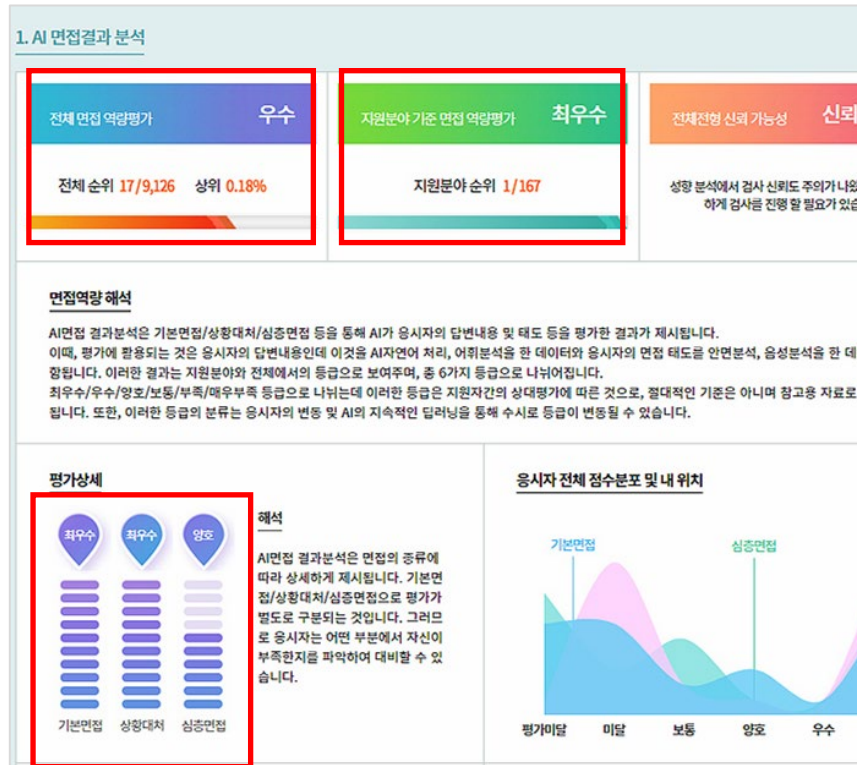 1. AI 면접결과 분석
전체 면접 역량평가 우수
전체 순위 17/9,126 상위 0.18%
지원분야 기준 면접 역량평가 최우수
지원분야 순위 1/167
전체전형 신뢰 가능성 신뢰
성향 분석에서 검사 신뢰도 주의가 나왔
하게 검사를 진행 할 필요가 있습
면접역량 해석
AI면접 결과분석은 기본면접/상황대처/심층면접 등을 통해 AI가 응시자의 답변내용 및 태도 등을 평가한 결과가 제시됩니다.
이때, 평가에 활용되는 것은 응시자의 답변내용인데 이것을 AI자연어 처리, 어휘분석을 한 데이터와 응시자의 면접 태도를 안면분석, 음성분석을 한 데
함됩니다. 이러한 결과는 지원분야와 전체에서의 등급으로 보여주며, 총 6가지 등급으로 나뉘어집니다.
최우수/우수/양호/보통/부족/매우부족 등급으로 나뉘는데 이러한 등급은 지원자간의 상대평가에 따른 것으로, 절대적인 기준은 아니며 참고용 자료로
됩니다. 또한, 이러한 등급의 분류는 응시자의 변동 및 AI의 지속적인 딥러닝을 통해 수시로 등급이 변동될 수 있습니다.
평가상세
최우수 최우수 양호
기본면접 상황대처 심층면접
해석
AI면접 결과분석은 면접의 종류에
따라 상세하게 제시됩니다. 기본면
접/상황대처/심층면접으로 평가가
별도로 구분되는 것입니다. 그러므
로 응시자는 어떤 부분에서 자신이
부족한지를 파악하여 대비할 수 있
습니다.
응시자 전체 점수분포 및 내 위치
기본면접 심층면접
평가미달 미달 보통 양호 우수